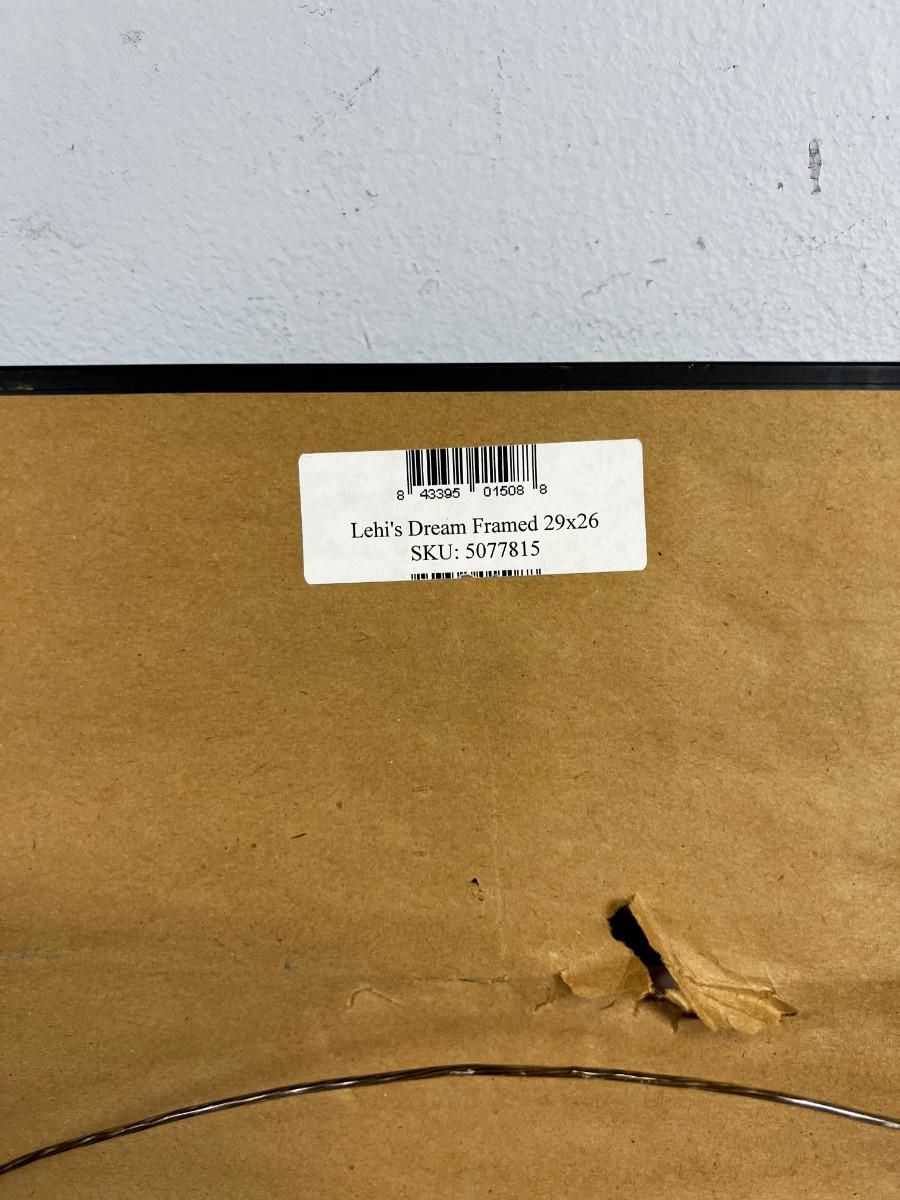 8 43395 01508 8
Lehi's Dream Framed 29x26
SKU: 5077815